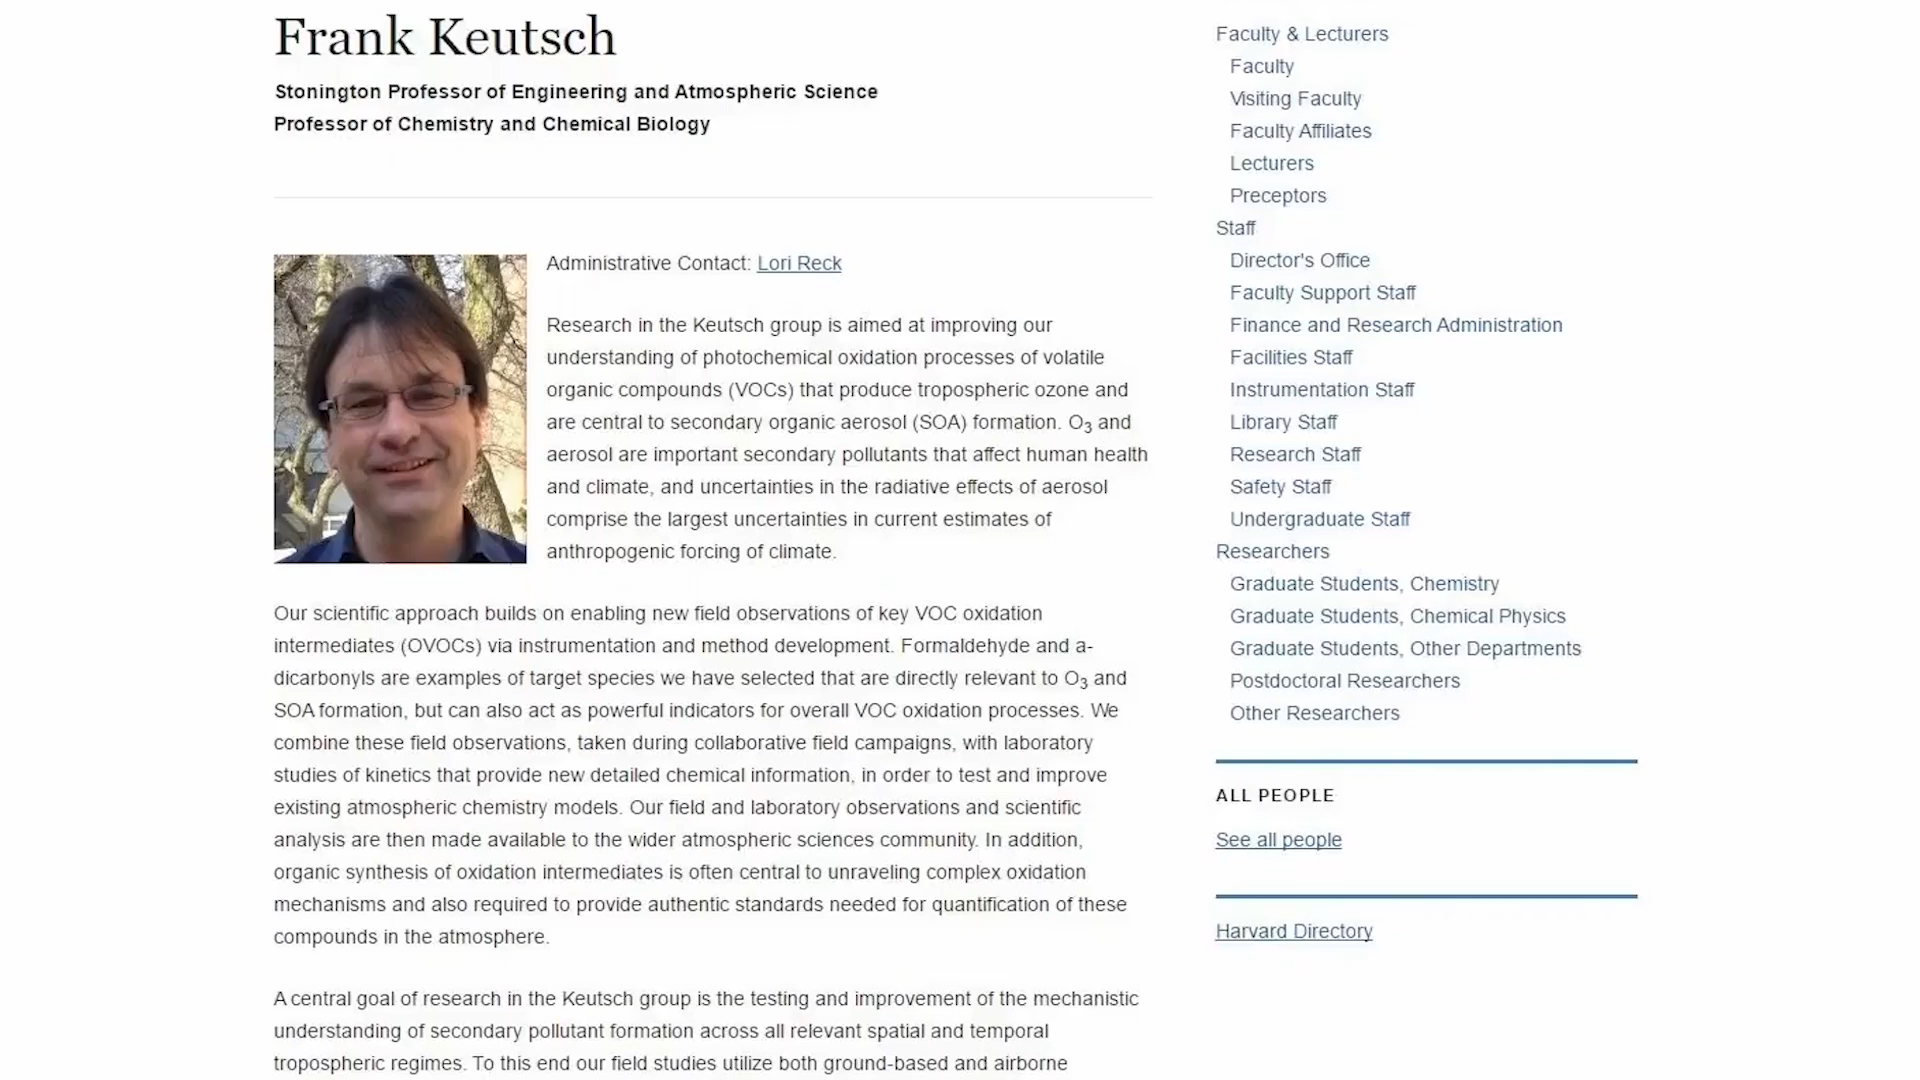 Frank Keutsch
Stonington Professor of Engineering and Atmospheric Science
Professor of Chemistry and Chemical Biology
Administrative Contact: Lori Reck
Research in the Keutsch group is aimed at improving our
understanding of photochemical oxidation processes of volatile
organic compounds (VOCs) that produce tropospheric ozone and
are central to secondary organic aerosol (SOA) formation. O₃ and
aerosol are important secondary pollutants that affect human health
and climate, and uncertainties in the radiative effects of aerosol
comprise the largest uncertainties in current estimates of
anthropogenic forcing of climate.
Our scientific approach builds on enabling new field observations of key VOC oxidation
intermediates (OVOCs) via instrumentation and method development. Formaldehyde and a-
dicarbonyls are examples of target species we have selected that are directly relevant to O₃ and
SOA formation, but can also act as powerful indicators for overall VOC oxidation processes. We
combine these field observations, taken during collaborative field campaigns, with laboratory
studies of kinetics that provide new detailed chemical information, in order to test and improve
existing atmospheric chemistry models. Our field and laboratory observations and scientific
analysis are then made available to the wider atmospheric sciences community. In addition,
organic synthesis of oxidation intermediates is often central to unraveling complex oxidation
mechanisms and also required to provide authentic standards needed for quantification of these
compounds in the atmosphere.
A central goal of research in the Keutsch group is the testing and improvement of the mechanistic
understanding of secondary pollutant formation across all relevant spatial and temporal
tropospheric regimes. To this end our field studies utilize both ground-based and airborne
Faculty & Lecturers
Faculty
Visiting Faculty
Faculty Affiliates
Lecturers
Preceptors
Staff
Director's Office
Faculty Support Staff
Finance and Research Administration
Facilities Staff
Instrumentation Staff
Library Staff
Research Staff
Safety Staff
Undergraduate Staff
Researchers
Graduate Students, Chemistry
Graduate Students, Chemical Physics
Graduate Students, Other Departments
Postdoctoral Researchers
Other Researchers
ALL PEOPLE
See all people
Harvard Directory